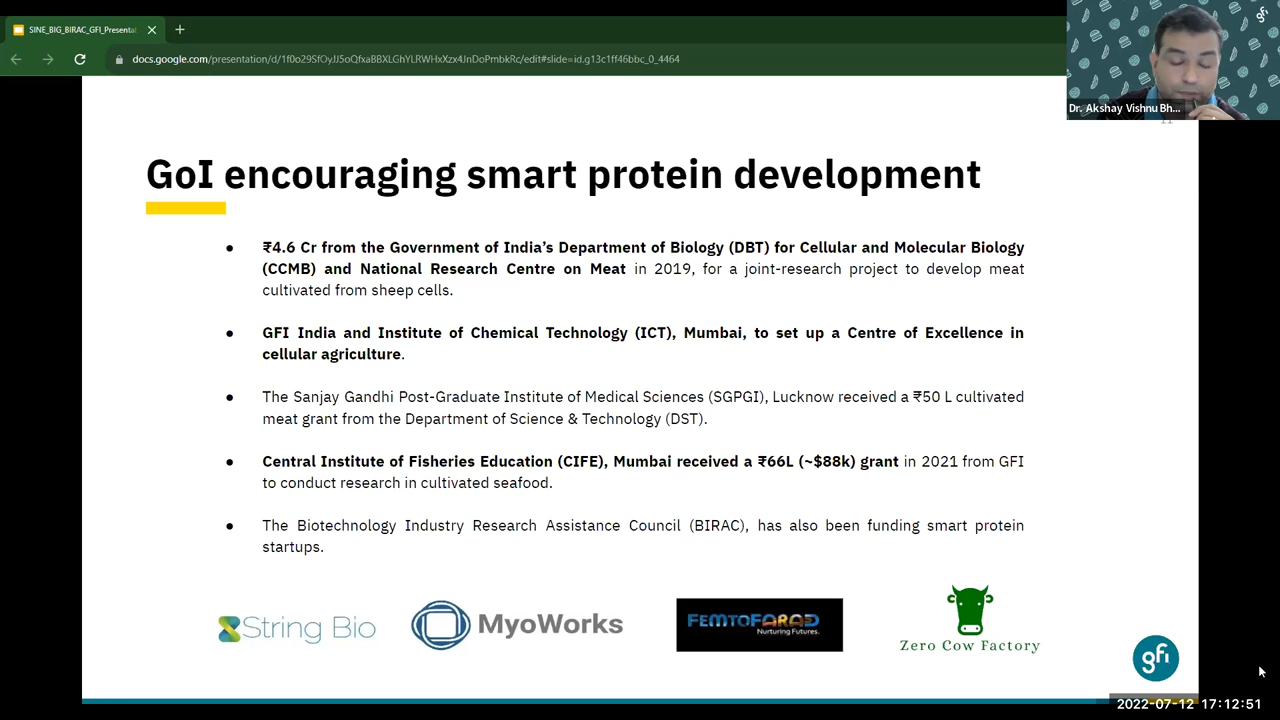 SINE_BIG_BIRAC_GFI_Presenta
docs.google.com/presentation/d/1f0o29SfOyJJ5oQfxaBBXLGhYLRWHxXzx4JnDoPmbkRc/edit#slide=id.g13c1ff46bbc_0_4464
gfi
Dr. Akshay Vishnu Bh...
GoI encouraging smart protein development
● ₹4.6 Cr from the Government of India’s Department of Biology (DBT) for Cellular and Molecular Biology
(CCMB) and National Research Centre on Meat in 2019, for a joint-research project to develop meat
cultivated from sheep cells.
● GFI India and Institute of Chemical Technology (ICT), Mumbai, to set up a Centre of Excellence in
cellular agriculture.
● The Sanjay Gandhi Post-Graduate Institute of Medical Sciences (SGPGI), Lucknow received a ₹50 L cultivated
meat grant from the Department of Science & Technology (DST).
● Central Institute of Fisheries Education (CIFE), Mumbai received a ₹66L (~$88k) grant in 2021 from GFI
to conduct research in cultivated seafood.
● The Biotechnology Industry Research Assistance Council (BIRAC), has also been funding smart protein
startups.
String Bio
MyoWorks
FEMTOFARAD
Nurturing Futures.
Zero Cow Factory
gfi
2022-07-12 17:12:51